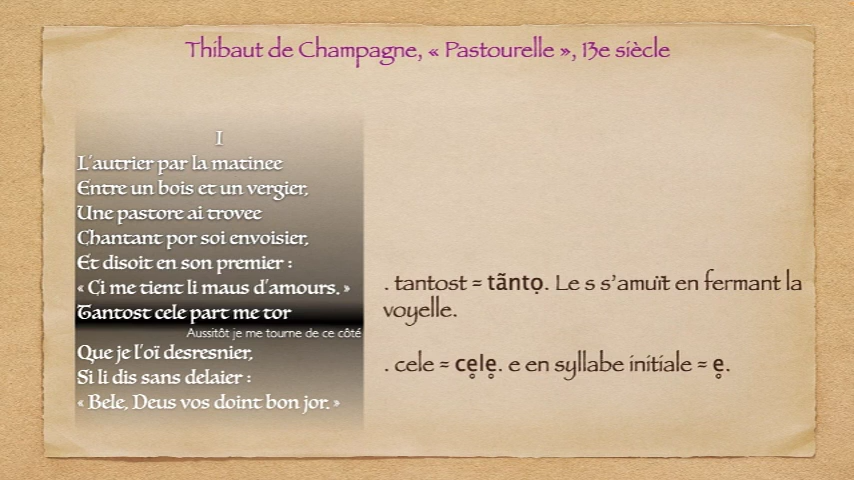 Thibaut de Champagne, « Pastourelle », 13e siècle
I
L'autrier par la matinee
Entre un bois et un vergier,
Une pastore ai trovee
Chantant por soi envoisier,
Et disoit en son premier :
« Ci me tient li maus d'amours. »
Tantost cele part me tor
Aussitôt je me tourne de ce côté
Que je l'oï desresnier,
Si li dis sans delaier :
« Bele, Deus vos doint bon jor. »
. tantost = tãntọ. Le s s'amuït en fermant la
voyelle.
. cele = cẹ̥lẹ̥. e en syllabe initiale = ẹ̥.